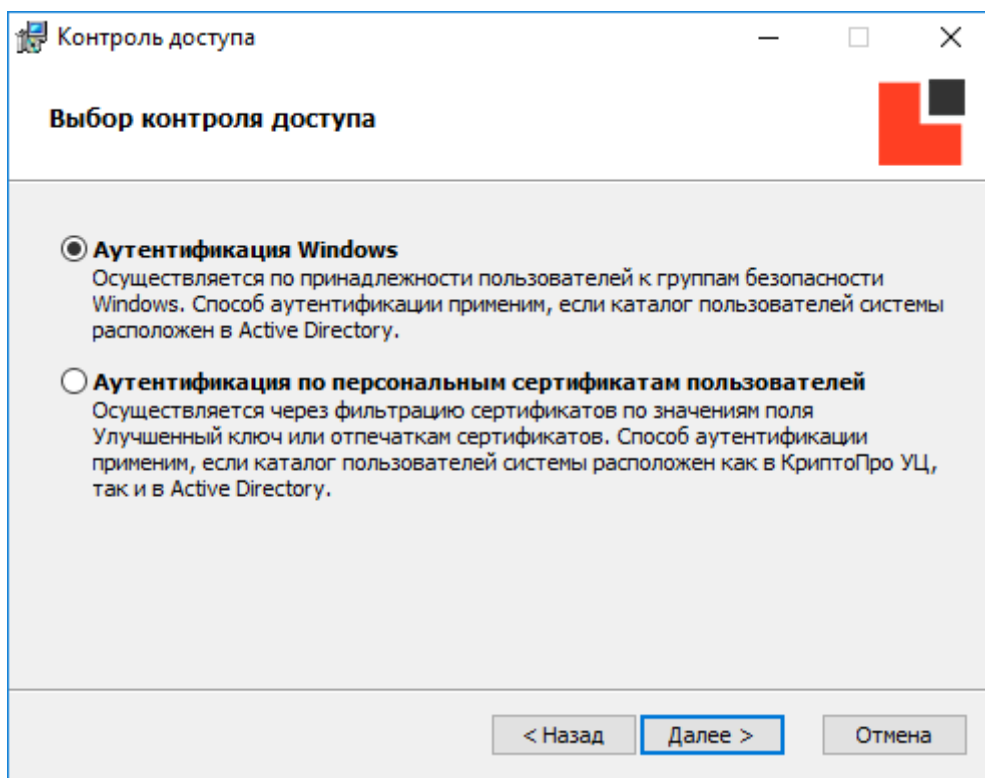 Контроль доступа
Выбор контроля доступа
Аутентификация Windows
Осуществляется по принадлежности пользователей к группам безопасности
Windows. Способ аутентификации применим, если каталог пользователей системы
расположен в Active Directory.
Аутентификация по персональным сертификатам пользователей
Осуществляется через фильтрацию сертификатов по значениям поля
Улучшенный ключ или отпечаткам сертификатов. Способ аутентификации
применим, если каталог пользователей системы расположен как в КриптоПро УЦ,
так и в Active Directory.
< Назад Далее > Отмена